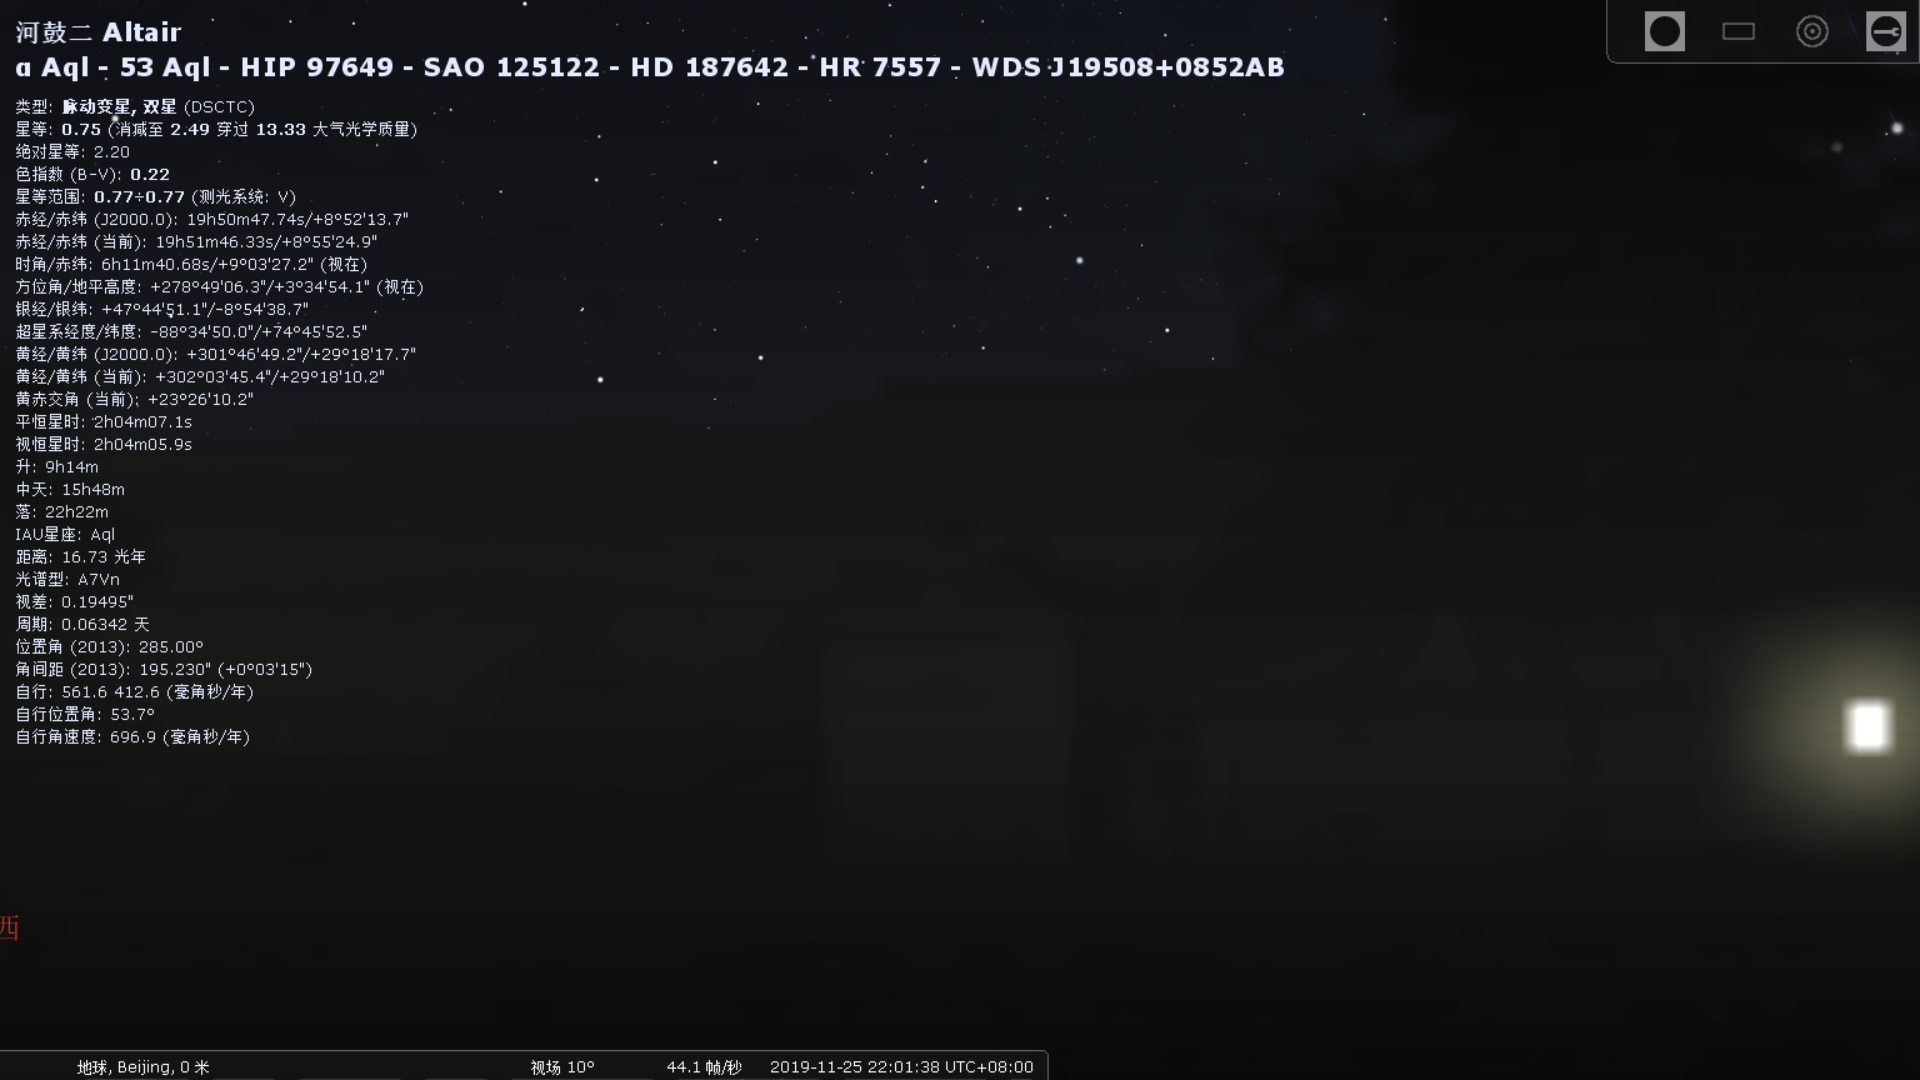 河鼓二 Altair
α Aql - 53 Aql - HIP 97649 - SAO 125122 - HD 187642 - HR 7557 - WDS J19508+0852AB
类型: 脉动变星, 双星 (DSCTC)
星等: 0.75 (消减至 2.49 穿过 13.33 大气光学质量)
绝对星等: 2.20
色指数 (B-V): 0.22
星等范围: 0.77÷0.77 (测光系统: V)
赤经/赤纬 (J2000.0): 19h50m47.74s/+8°52'13.7"
赤经/赤纬 (当前): 19h51m46.33s/+8°55'24.9"
时角/赤纬: 6h11m40.68s/+9°03'27.2" (视在)
方位角/地平高度: +278°49'06.3"/+3°34'54.1" (视在)
银经/银纬: +47°44'51.1"/-8°54'38.7"
超星系经度/纬度: -88°34'50.0"/+74°45'52.5"
黄经/黄纬 (J2000.0): +301°46'49.2"/+29°18'17.7"
黄经/黄纬 (当前): +302°03'45.4"/+29°18'10.2"
黄赤交角 (当前): +23°26'10.2"
平恒星时: 2h04m07.1s
视恒星时: 2h04m05.9s
升: 9h14m
中天: 15h48m
落: 22h22m
IAU星座: Aql
距离: 16.73 光年
光谱型: A7Vn
视差: 0.19495"
周期: 0.06342 天
位置角 (2013): 285.00°
角间距 (2013): 195.230" (+0°03'15")
自行: 561.6 412.6 (毫角秒/年)
自行位置角: 53.7°
自行角速度: 696.9 (毫角秒/年)
西
地球, Beijing, 0 米 视场 10° 44.1 帧/秒 2019-11-25 22:01:38 UTC+08:00